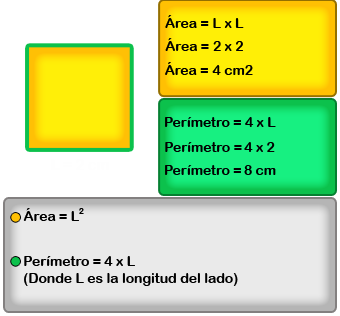 Área = L x L
Área = 2 x 2
Área = 4 cm2
Perímetro = 4 x L
Perímetro = 4 x 2
Perímetro = 8 cm
Área = L²
Perímetro = 4 x L
(Donde L es la longitud del lado)